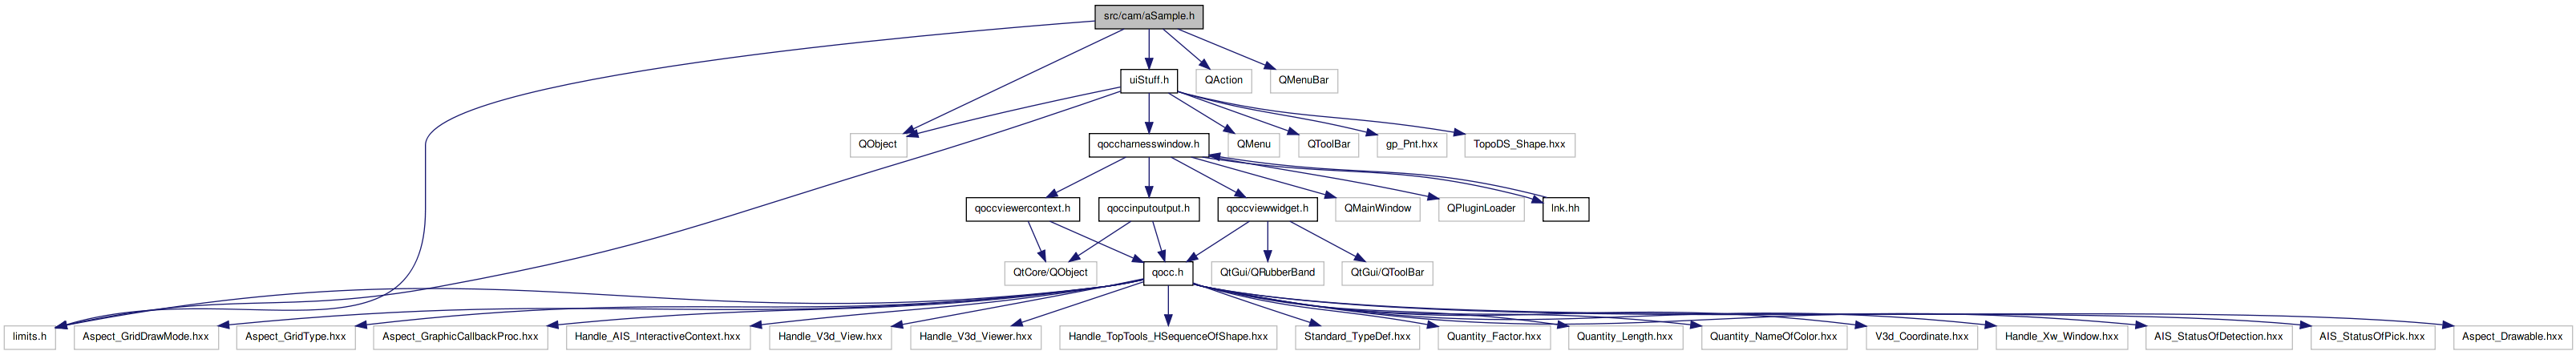 src/cam/aSample.h
uiStuff.h
QAction
QMenuBar
QObject
qoccharnesswindow.h
QMenu
QToolBar
gp_Pnt.hxx
TopoDS_Shape.hxx
qoccviewercontext.h
qoccinputoutput.h
qoccviewwidget.h
QMainWindow
QPluginLoader
lnk.hh
QtCore/QObject
qocc.h
QtGui/QRubberBand
QtGui/QToolBar
limits.h
Aspect_GridDrawMode.hxx
Aspect_GridType.hxx
Aspect_GraphicCallbackProc.hxx
Handle_AIS_InteractiveContext.hxx
Handle_V3d_View.hxx
Handle_V3d_Viewer.hxx
Handle_TopTools_HSequenceOfShape.hxx
Standard_TypeDef.hxx
Quantity_Factor.hxx
Quantity_Length.hxx
Quantity_NameOfColor.hxx
V3d_Coordinate.hxx
Handle_Xw_Window.hxx
AIS_StatusOfDetection.hxx
AIS_StatusOfPick.hxx
Aspect_Drawable.hxx